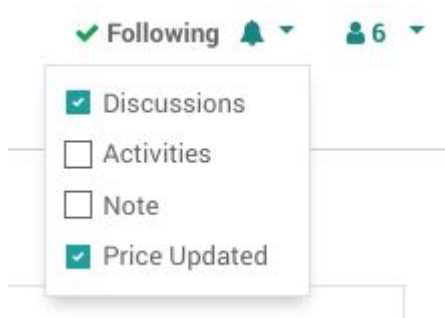 Following 6
Discussions
Activities
Note
Price Updated